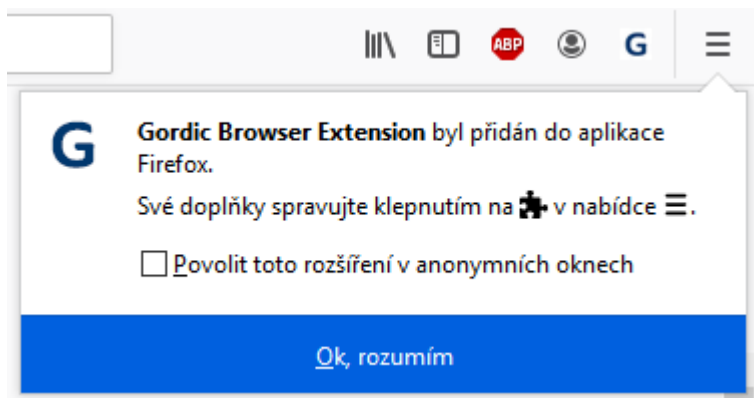 ABP G
G
Gordic Browser Extension byl přidán do aplikace
Firefox.
Své doplňky spravujte klepnutím na v nabídce .
Povolit toto rozšíření v anonymních oknech
Ok, rozumím